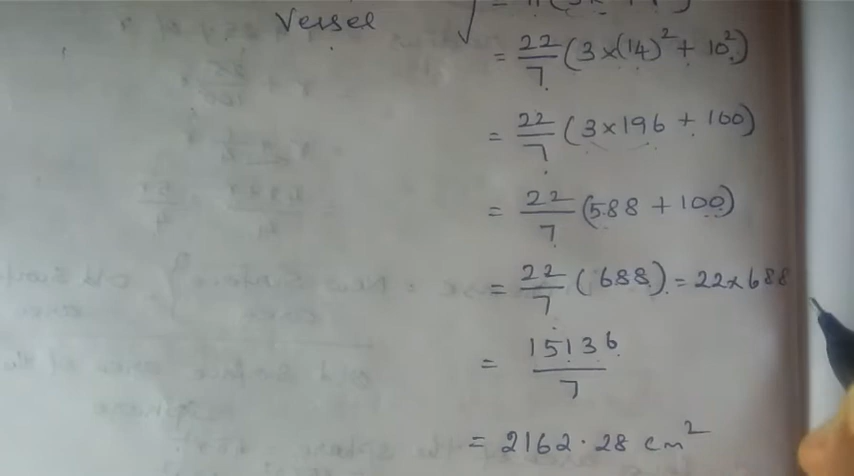 Versel
= 22/7 (3×(14)² + 10²)
= 22/7 (3×196 + 100)
= 22/7 (588 + 100)
= 22/7 (688) = 22×688
= 15136/7
= 2162.28 cm²